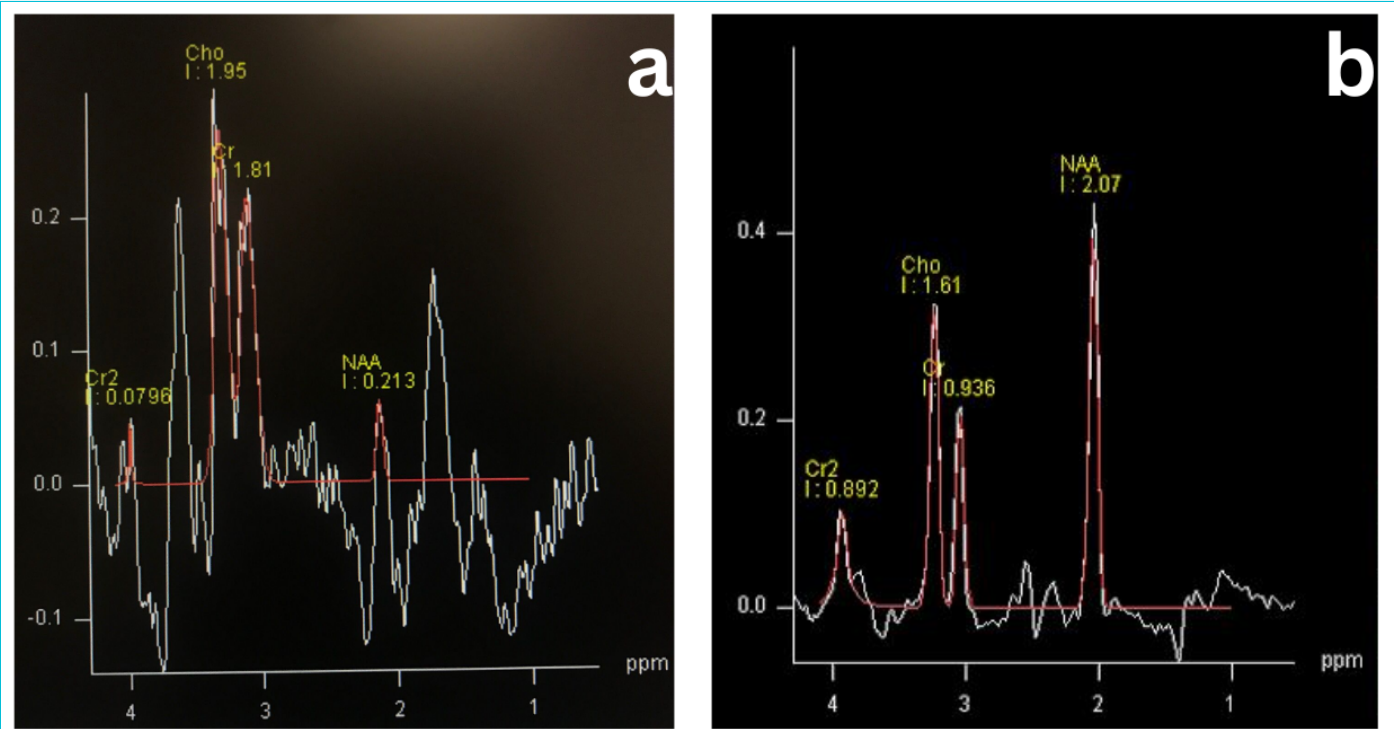 a
Cho
I : 1.95
Cr
1.81
0.2
0.1
NAA
I : 0.213
Cr2
I : 0.0796
0.0
-0.1
ppm
4 3 2 1
b
NAA
I : 2.07
0.4
Cho
I : 1.61
Cr
I : 0.936
0.2
Cr2
I : 0.892
0.0
ppm
4 3 2 1